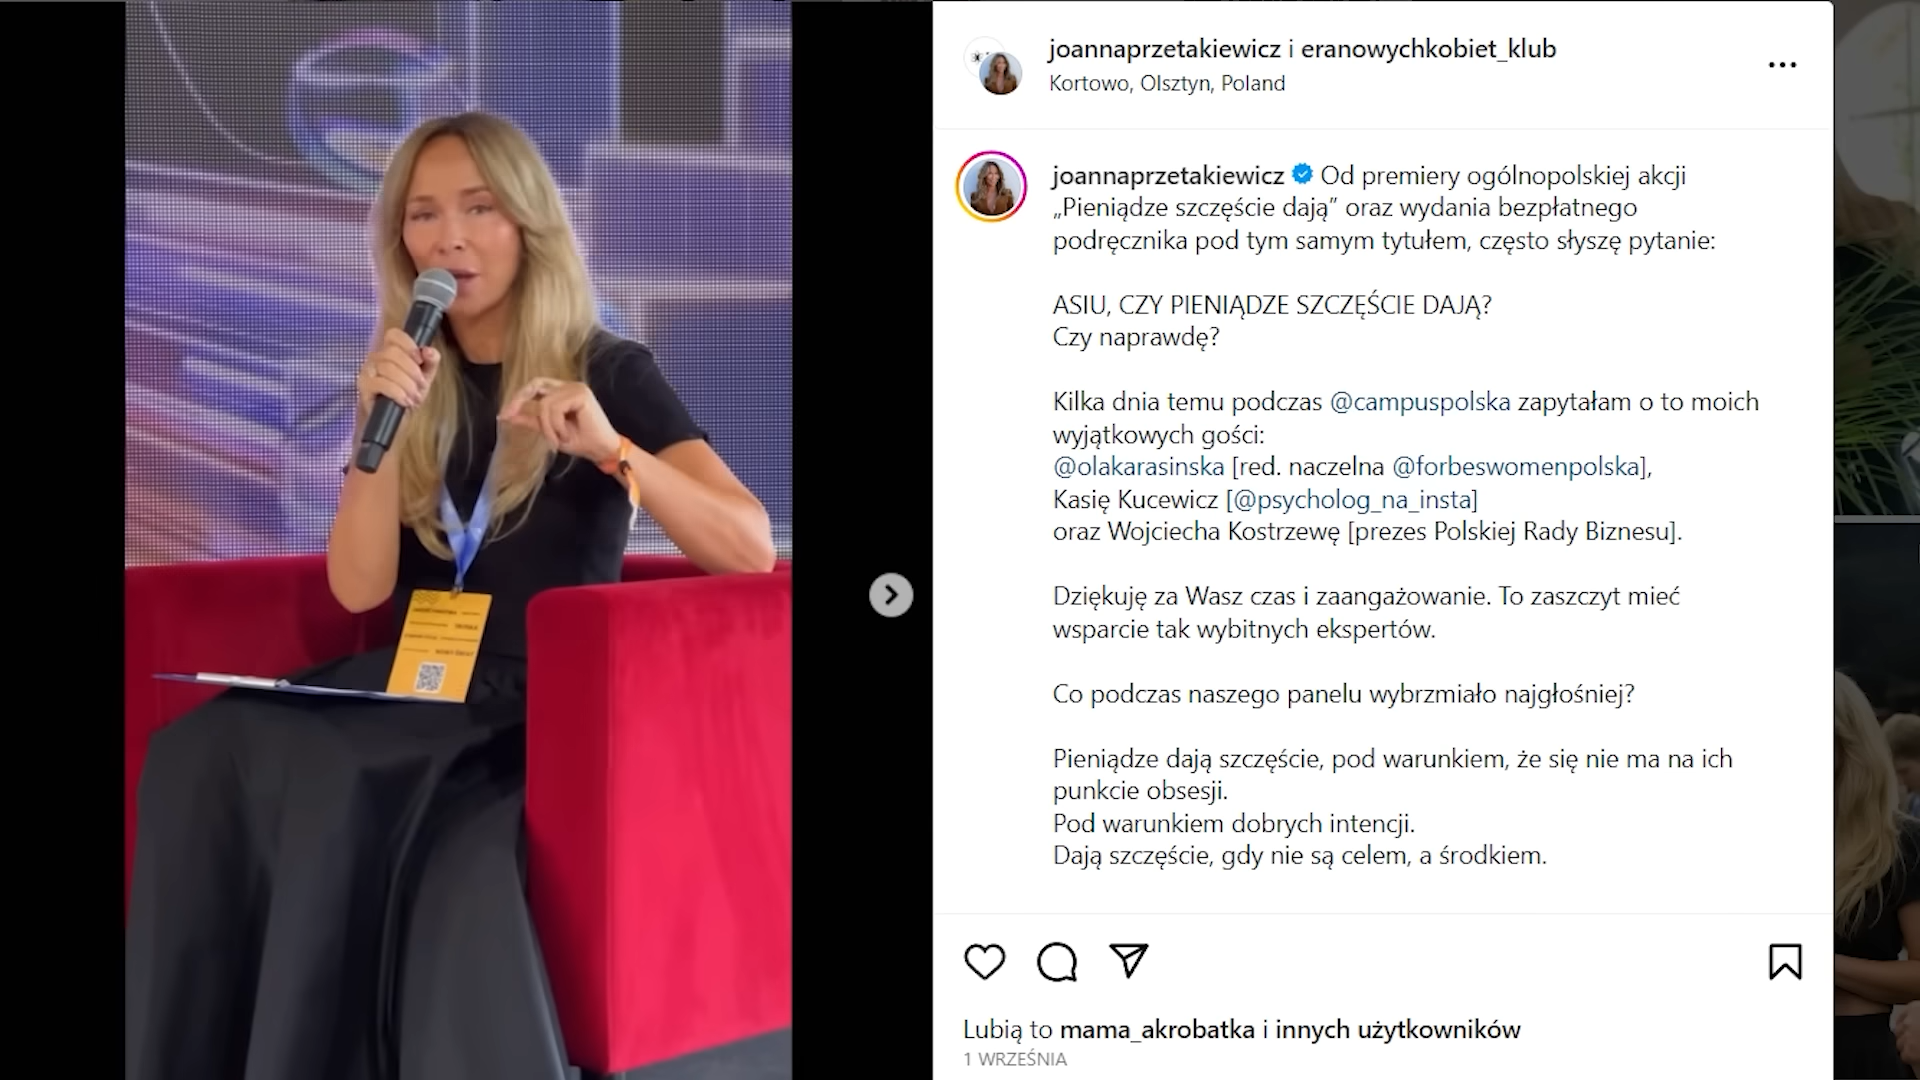 joannaprzetakiewicz i eranowychkobiet_klub
Kortowo, Olsztyn, Poland
joannaprzetakiewicz Od premiery ogólnopolskiej akcji
„Pieniądze szczęście dają” oraz wydania bezpłatnego
podręcznika pod tym samym tytułem, często słyszę pytanie:
ASIU, CZY PIENIĄDZE SZCZĘŚCIE DAJĄ?
Czy naprawdę?
Kilka dnia temu podczas @campuspolska zapytałam o to moich
wyjątkowych gości:
@olakarasinska [red. naczelna @forbeswomenpolska],
Kasię Kucewicz [@psycholog_na_insta]
oraz Wojciecha Kostrzewę [prezes Polskiej Rady Biznesu].
Dziękuję za Wasz czas i zaangażowanie. To zaszczyt mieć
wsparcie tak wybitnych ekspertów.
Co podczas naszego panelu wybrzmiało najgłośniej?
Pieniądze dają szczęście, pod warunkiem, że się nie ma na ich
punkcie obsesji.
Pod warunkiem dobrych intencji.
Dają szczęście, gdy nie są celem, a środkiem.
Lubią to mama_akrobatka i innych użytkowników
1 WRZEŚNIA